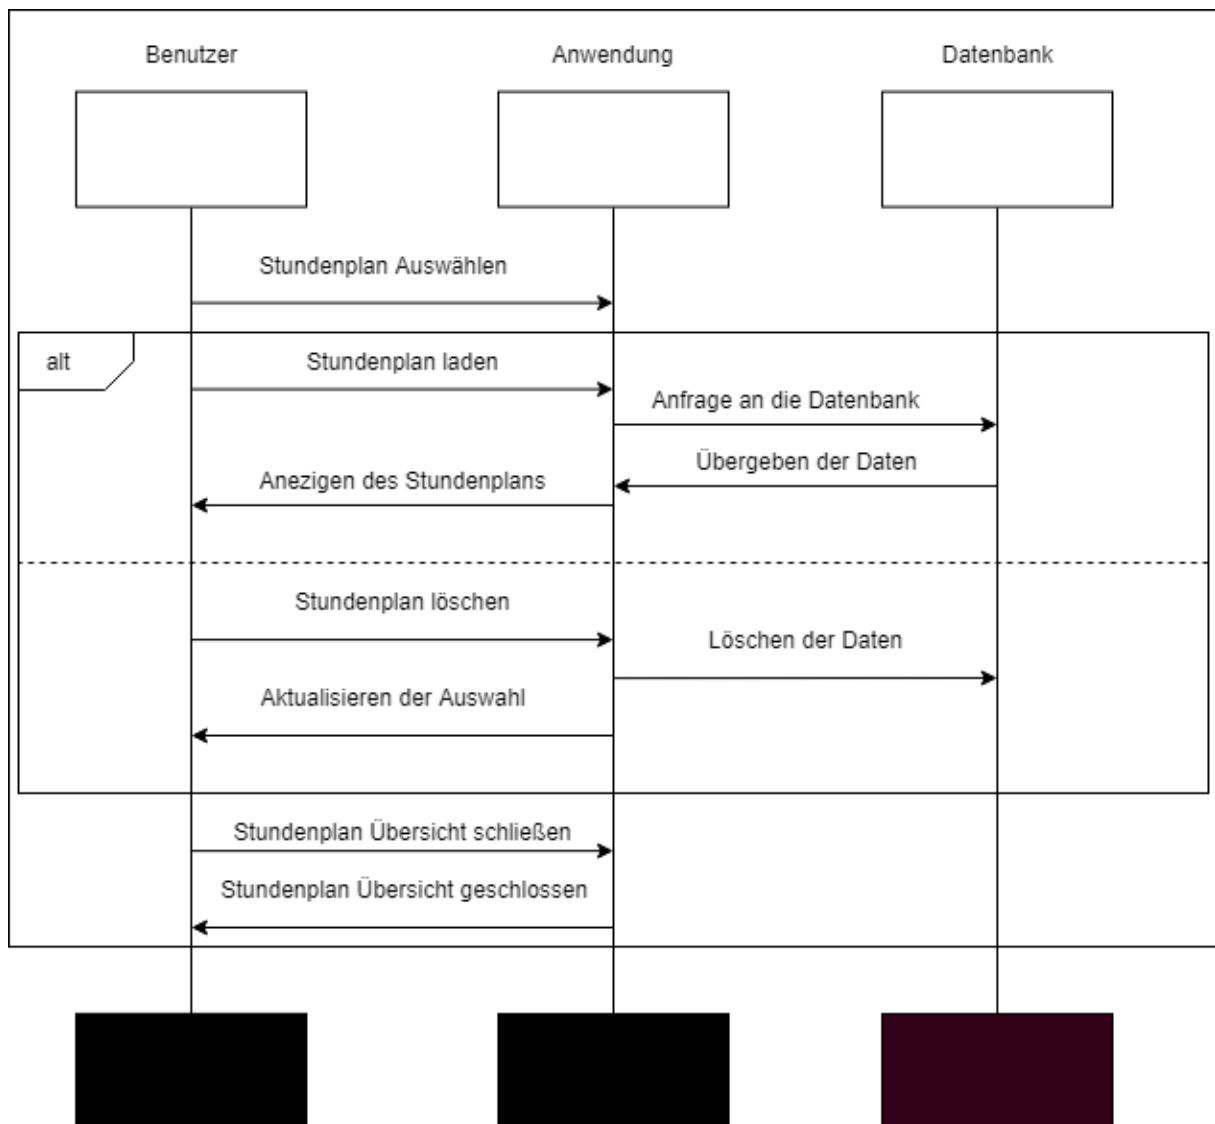 Benutzer
Anwendung
Datenbank
Stundenplan Auswählen
alt
Stundenplan laden
Anfrage an die Datenbank
Übergeben der Daten
Anezigen des Stundenplans
Stundenplan löschen
Löschen der Daten
Aktualisieren der Auswahl
Stundenplan Übersicht schließen
Stundenplan Übersicht geschlossen